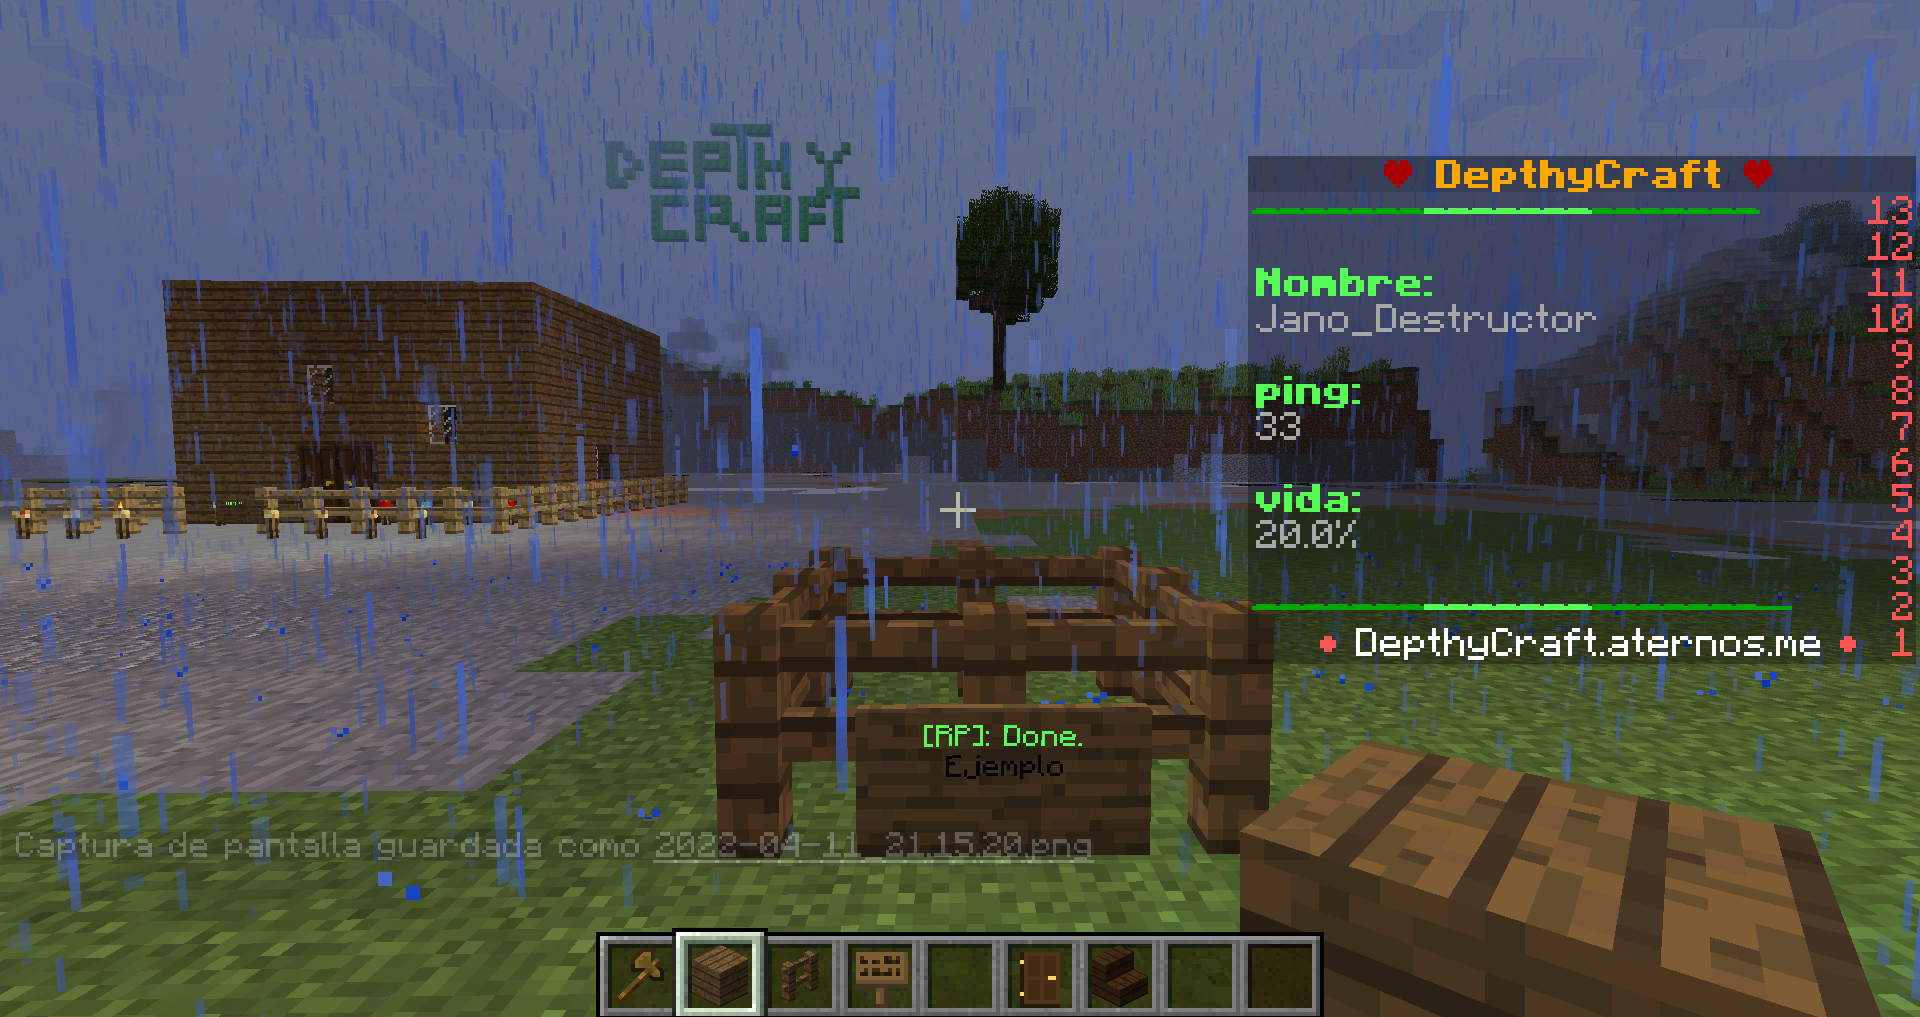 DEPTHY
CRAFT
DepthyCraft
13
12
Nombre:
11
Jano_Destructor
10
9
ping:
8
33
7
6
vida:
5
20.0%
4
3
2
DepthyCraft.aternos.me
1
[RP]: Done.
Ejemplo
Captura de pantalla guardada como 2022-04-11_21.15.20.png